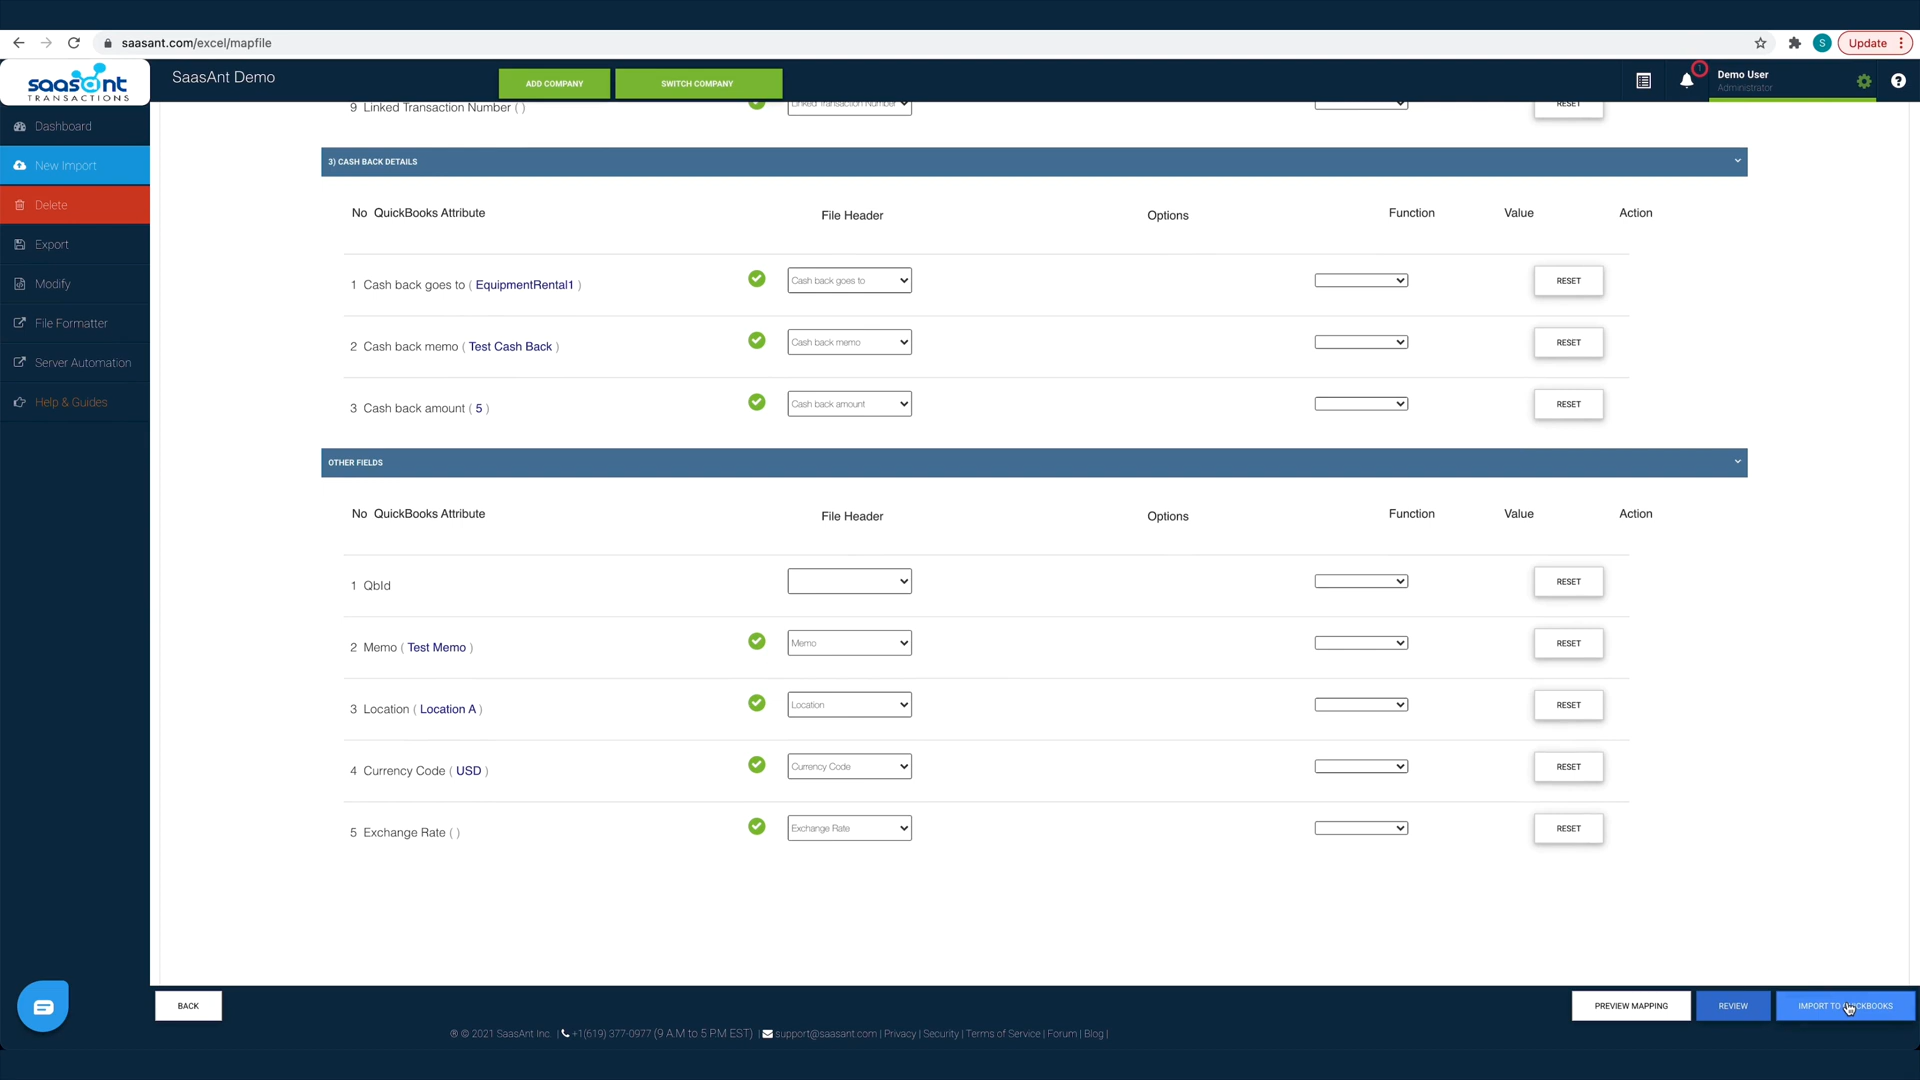 saasant.com/excel/mapfile
S
Update
saasant
TRANSACTIONS
SaasAnt Demo
ADD COMPANY
SWITCH COMPANY
1
Demo User
Administrator
?
Dashboard
New Import
Delete
Export
Modify
File Formatter
Server Automation
Help & Guides
9 Linked Transaction Number ( )
Linked Transaction Number
RESET
3) CASH BACK DETAILS
No QuickBooks Attribute File Header Options Function Value Action
1 Cash back goes to ( EquipmentRental1 ) Cash back goes to RESET
2 Cash back memo ( Test Cash Back ) Cash back memo RESET
3 Cash back amount ( 5 ) Cash back amount RESET
OTHER FIELDS
No QuickBooks Attribute File Header Options Function Value Action
1 QbId RESET
2 Memo ( Test Memo ) Memo RESET
3 Location ( Location A ) Location RESET
4 Currency Code ( USD ) Currency Code RESET
5 Exchange Rate ( ) Exchange Rate RESET
BACK
PREVIEW MAPPING
REVIEW
IMPORT TO
® © 2021 SaasAnt Inc. | +1(619) 377-0977 (9 A.M to 5 P.M EST) | support@saasant.com | Privacy | Security | Terms of Service | Forum | Blog |